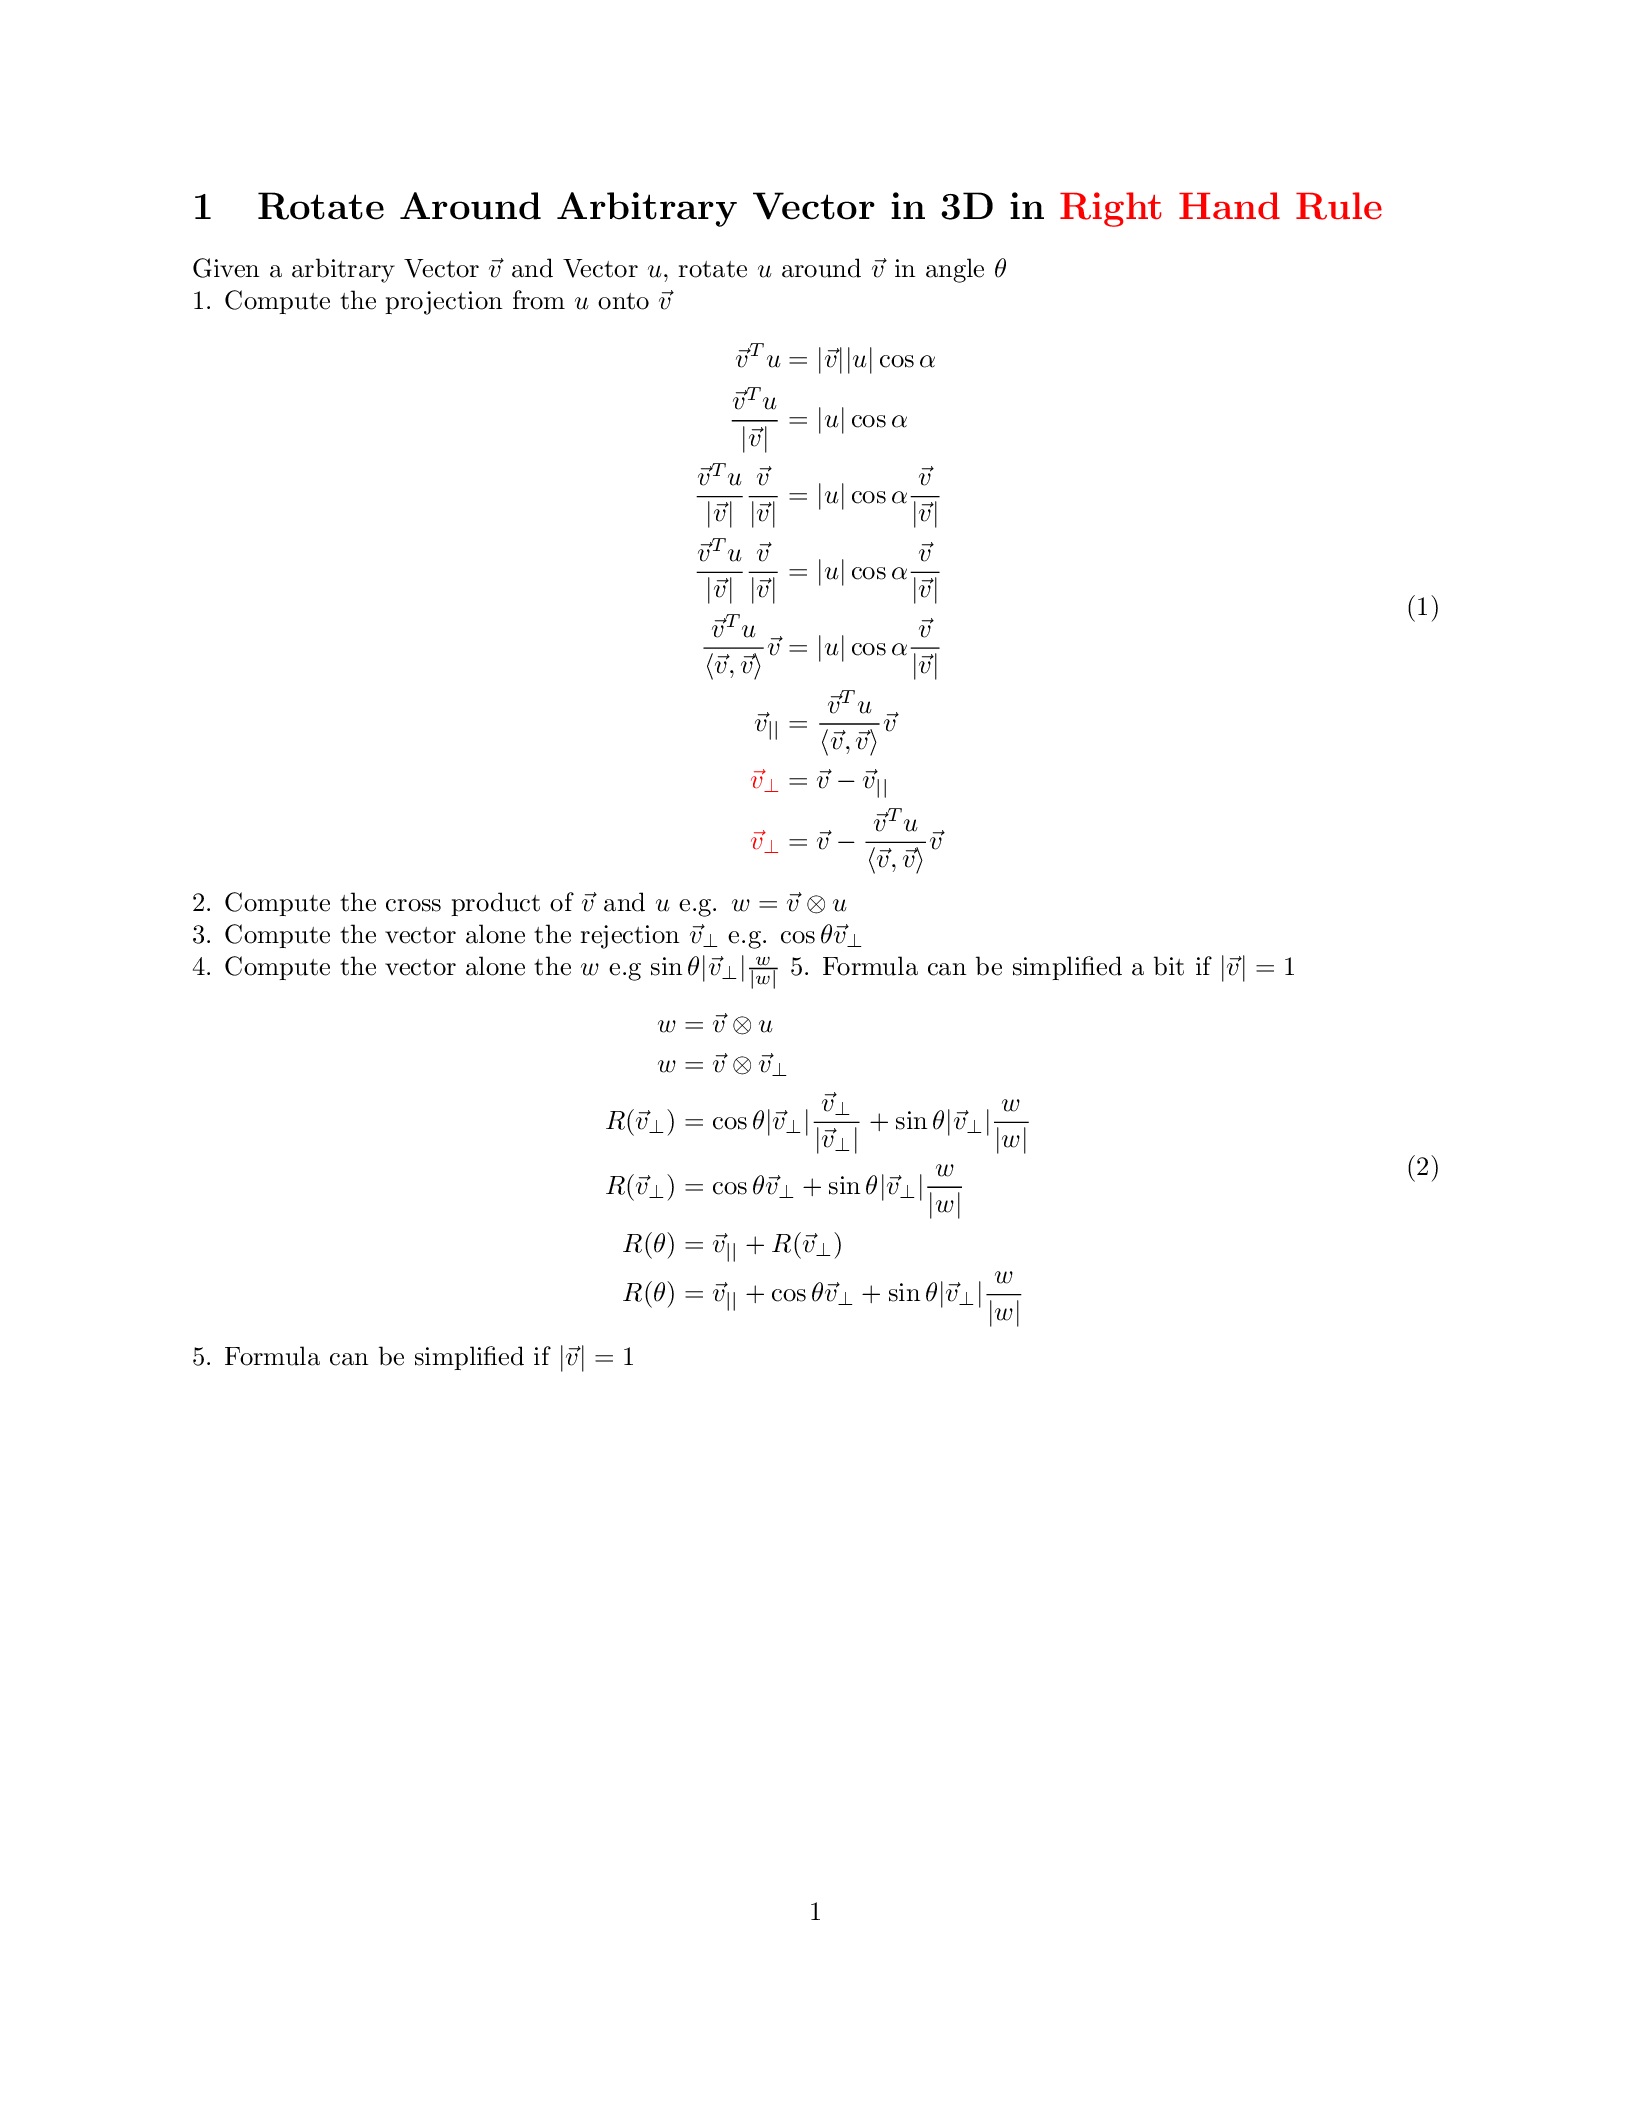 1 Rotate Around Arbitrary Vector in 3D in Right Hand Rule
Given a arbitrary Vector $\vec{v}$ and Vector $u$, rotate $u$ around $\vec{v}$ in angle $\theta$
1. Compute the projection from $u$ onto $\vec{v}$
$\vec{v}^T u = |\vec{v}||u| \cos \alpha$
$\frac{\vec{v}^T u}{|\vec{v}|} = |u| \cos \alpha$
$\frac{\vec{v}^T u}{|\vec{v}|} \frac{\vec{v}}{|\vec{v}|} = |u| \cos \alpha \frac{\vec{v}}{|\vec{v}|}$
$\frac{\vec{v}^T u}{|\vec{v}|} \frac{\vec{v}}{|\vec{v}|} = |u| \cos \alpha \frac{\vec{v}}{|\vec{v}|}$
(1)
$\frac{\vec{v}^T u}{\langle \vec{v}, \vec{v} \rangle} \vec{v} = |u| \cos \alpha \frac{\vec{v}}{|\vec{v}|}$
$\vec{v}_{||} = \frac{\vec{v}^T u}{\langle \vec{v}, \vec{v} \rangle} \vec{v}$
$\vec{v}_{\perp} = \vec{v} - \vec{v}_{||}$
$\vec{v}_{\perp} = \vec{v} - \frac{\vec{v}^T u}{\langle \vec{v}, \vec{v} \rangle} \vec{v}$
2. Compute the cross product of $\vec{v}$ and $u$ e.g. $w = \vec{v} \otimes u$
3. Compute the vector alone the rejection $\vec{v}_{\perp}$ e.g. $\cos \theta \vec{v}_{\perp}$
4. Compute the vector alone the $w$ e.g $\sin \theta |\vec{v}_{\perp}| \frac{w}{|w|}$ 5. Formula can be simplified a bit if $|\vec{v}| = 1$
$w = \vec{v} \otimes u$
$w = \vec{v} \otimes \vec{v}_{\perp}$
$R(\vec{v}_{\perp}) = \cos \theta |\vec{v}_{\perp}| \frac{\vec{v}_{\perp}}{|\vec{v}_{\perp}|} + \sin \theta |\vec{v}_{\perp}| \frac{w}{|w|}$
(2)
$R(\vec{v}_{\perp}) = \cos \theta \vec{v}_{\perp} + \sin \theta |\vec{v}_{\perp}| \frac{w}{|w|}$
$R(\theta) = \vec{v}_{||} + R(\vec{v}_{\perp})$
$R(\theta) = \vec{v}_{||} + \cos \theta \vec{v}_{\perp} + \sin \theta |\vec{v}_{\perp}| \frac{w}{|w|}$
5. Formula can be simplified if $|\vec{v}| = 1$
1